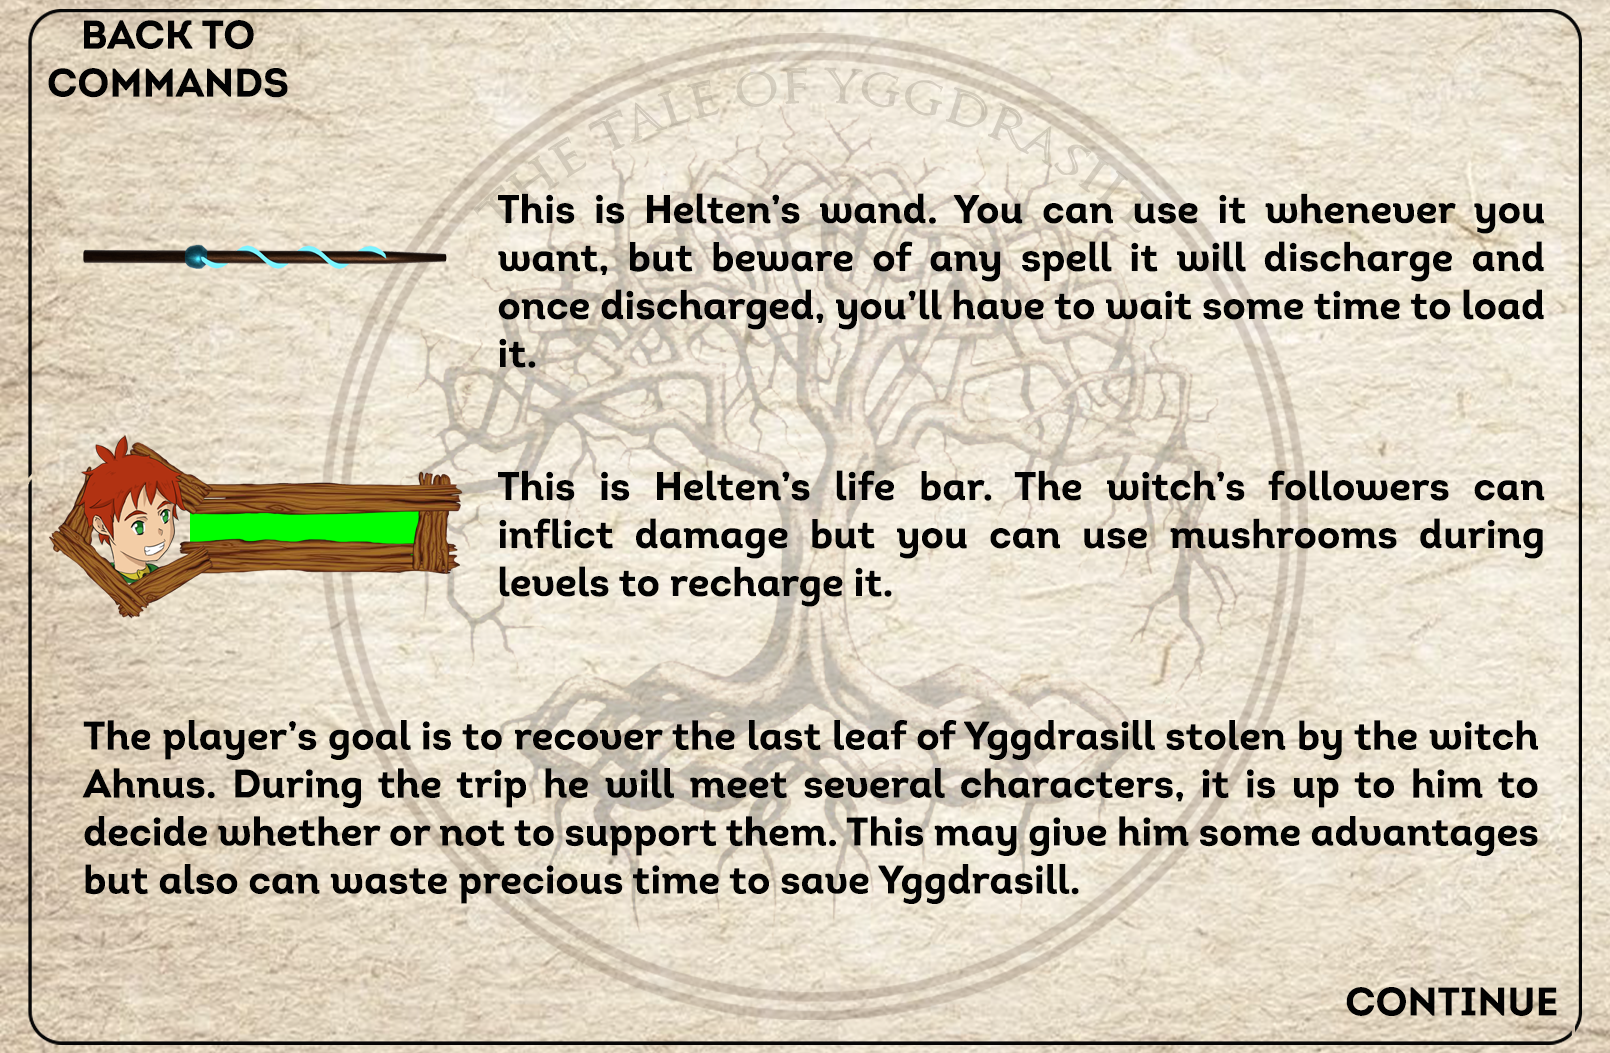 BACK TO
COMMANDS
THE TALE OF YGGDRASILL
This is Helten's wand. You can use it whenever you
want, but beware of any spell it will discharge and
once discharged, you'll have to wait some time to load
it.
This is Helten's life bar. The witch's followers can
inflict damage but you can use mushrooms during
levels to recharge it.
The player's goal is to recover the last leaf of Yggdrasill stolen by the witch
Ahnus. During the trip he will meet several characters, it is up to him to
decide whether or not to support them. This may give him some advantages
but also can waste precious time to save Yggdrasill.
CONTINUE